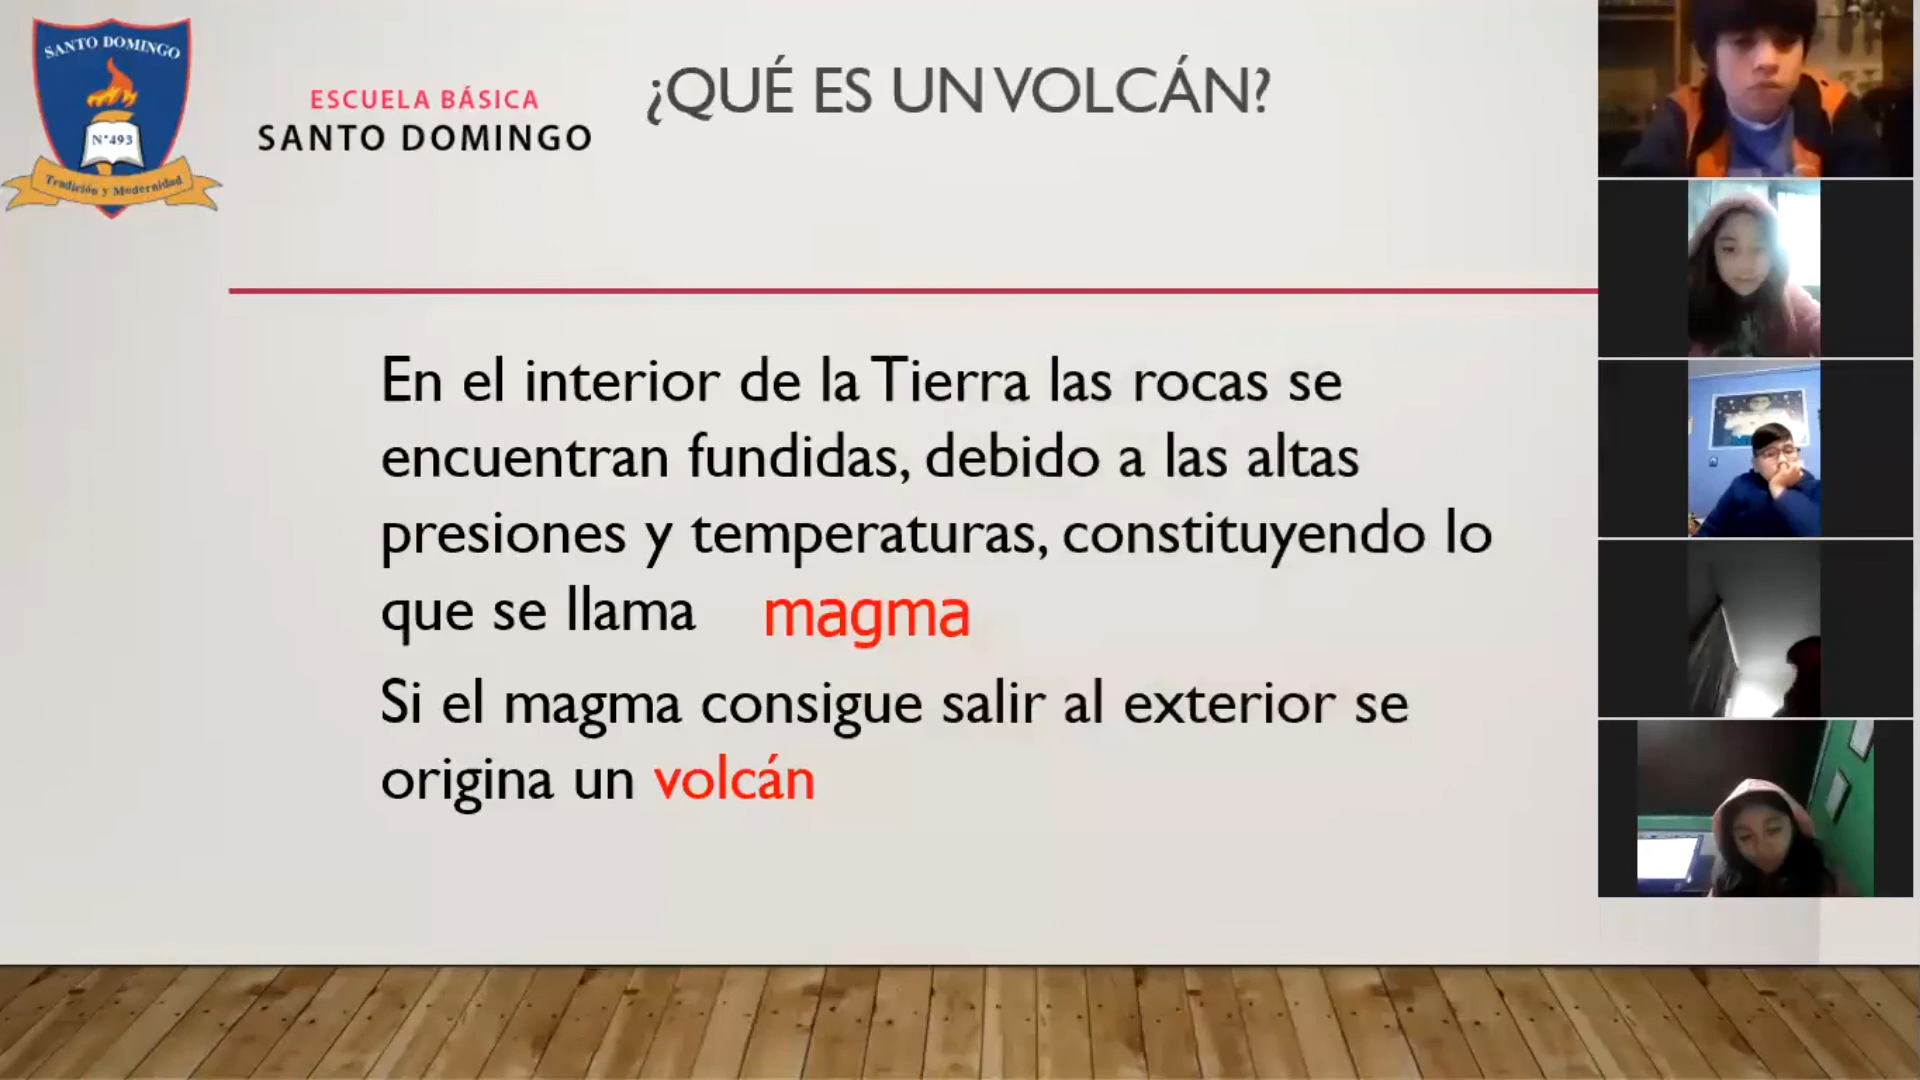 SANTO DOMINGO
N°493
Tradición y Modernidad
ESCUELA BÁSICA
SANTO DOMINGO
¿QUÉ ES UN VOLCÁN?
En el interior de la Tierra las rocas se
encuentran fundidas, debido a las altas
presiones y temperaturas, constituyendo lo
que se llama magma
Si el magma consigue salir al exterior se
origina un volcán